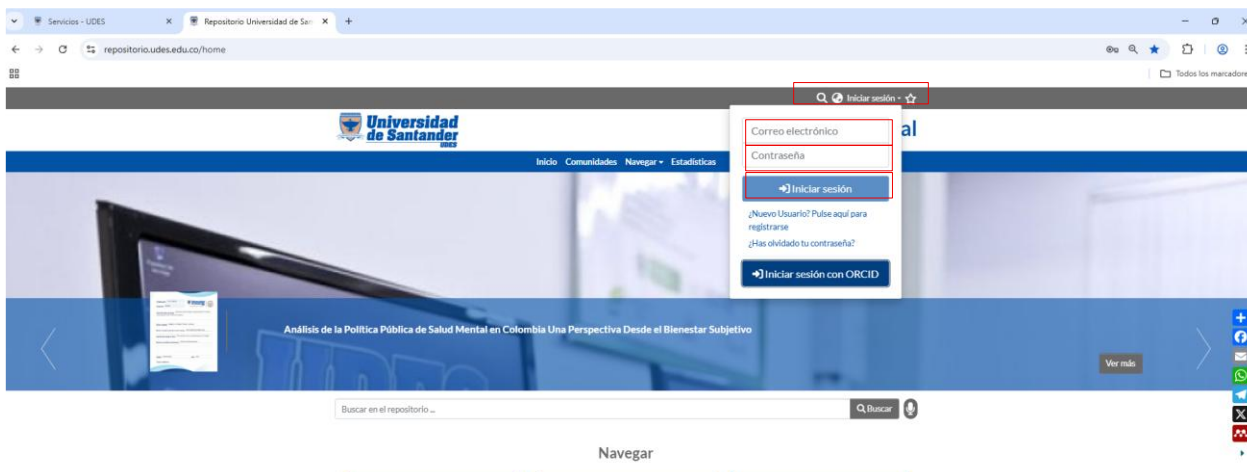 Servicios - UDES
Repositorio Universidad de San
repositorio.udes.edu.co/home
Todos los marcadore
Iniciar sesión
Universidad
de Santander
UDES
al
Correo electrónico
Contraseña
Iniciar sesión
¿Nuevo Usuario? Pulse aquí para
registrarse
¿Has olvidado tu contraseña?
Iniciar sesión con ORCID
Inicio Comunidades Navegar Estadísticas
Análisis de la Política Pública de Salud Mental en Colombia Una Perspectiva Desde el Bienestar Subjetivo
Ver más
Buscar en el repositorio ...
Buscar
Navegar